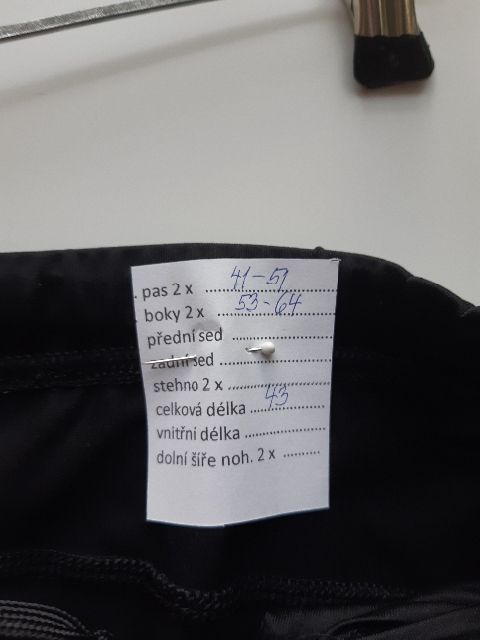 pas 2 x ........... 41-51
boky 2 x ........... 53-64
přední sed ...........
zadní sed ...........
stehno 2 x ...........
celková délka ........... 43
vnitřní délka ...........
dolní šíře noh. 2 x ...........